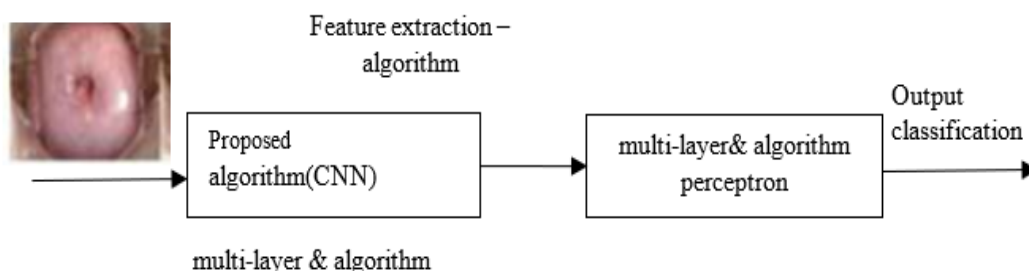 Feature extraction –
algorithm
Proposed
algorithm(CNN)
multi-layer& algorithm
perceptron
Output
classification
multi-layer & algorithm